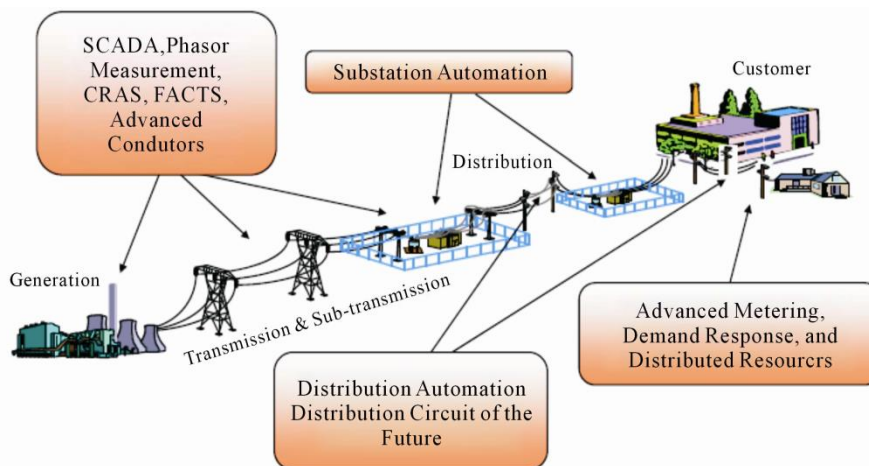 SCADA,Phasor
Measurement,
CRAS, FACTS,
Advanced
Condutors
Substation Automation
Customer
Distribution
Generation
Transmission & Sub-transmission
Advanced Metering,
Demand Response, and
Distributed Resourcrs
Distribution Automation
Distribution Circuit of the
Future